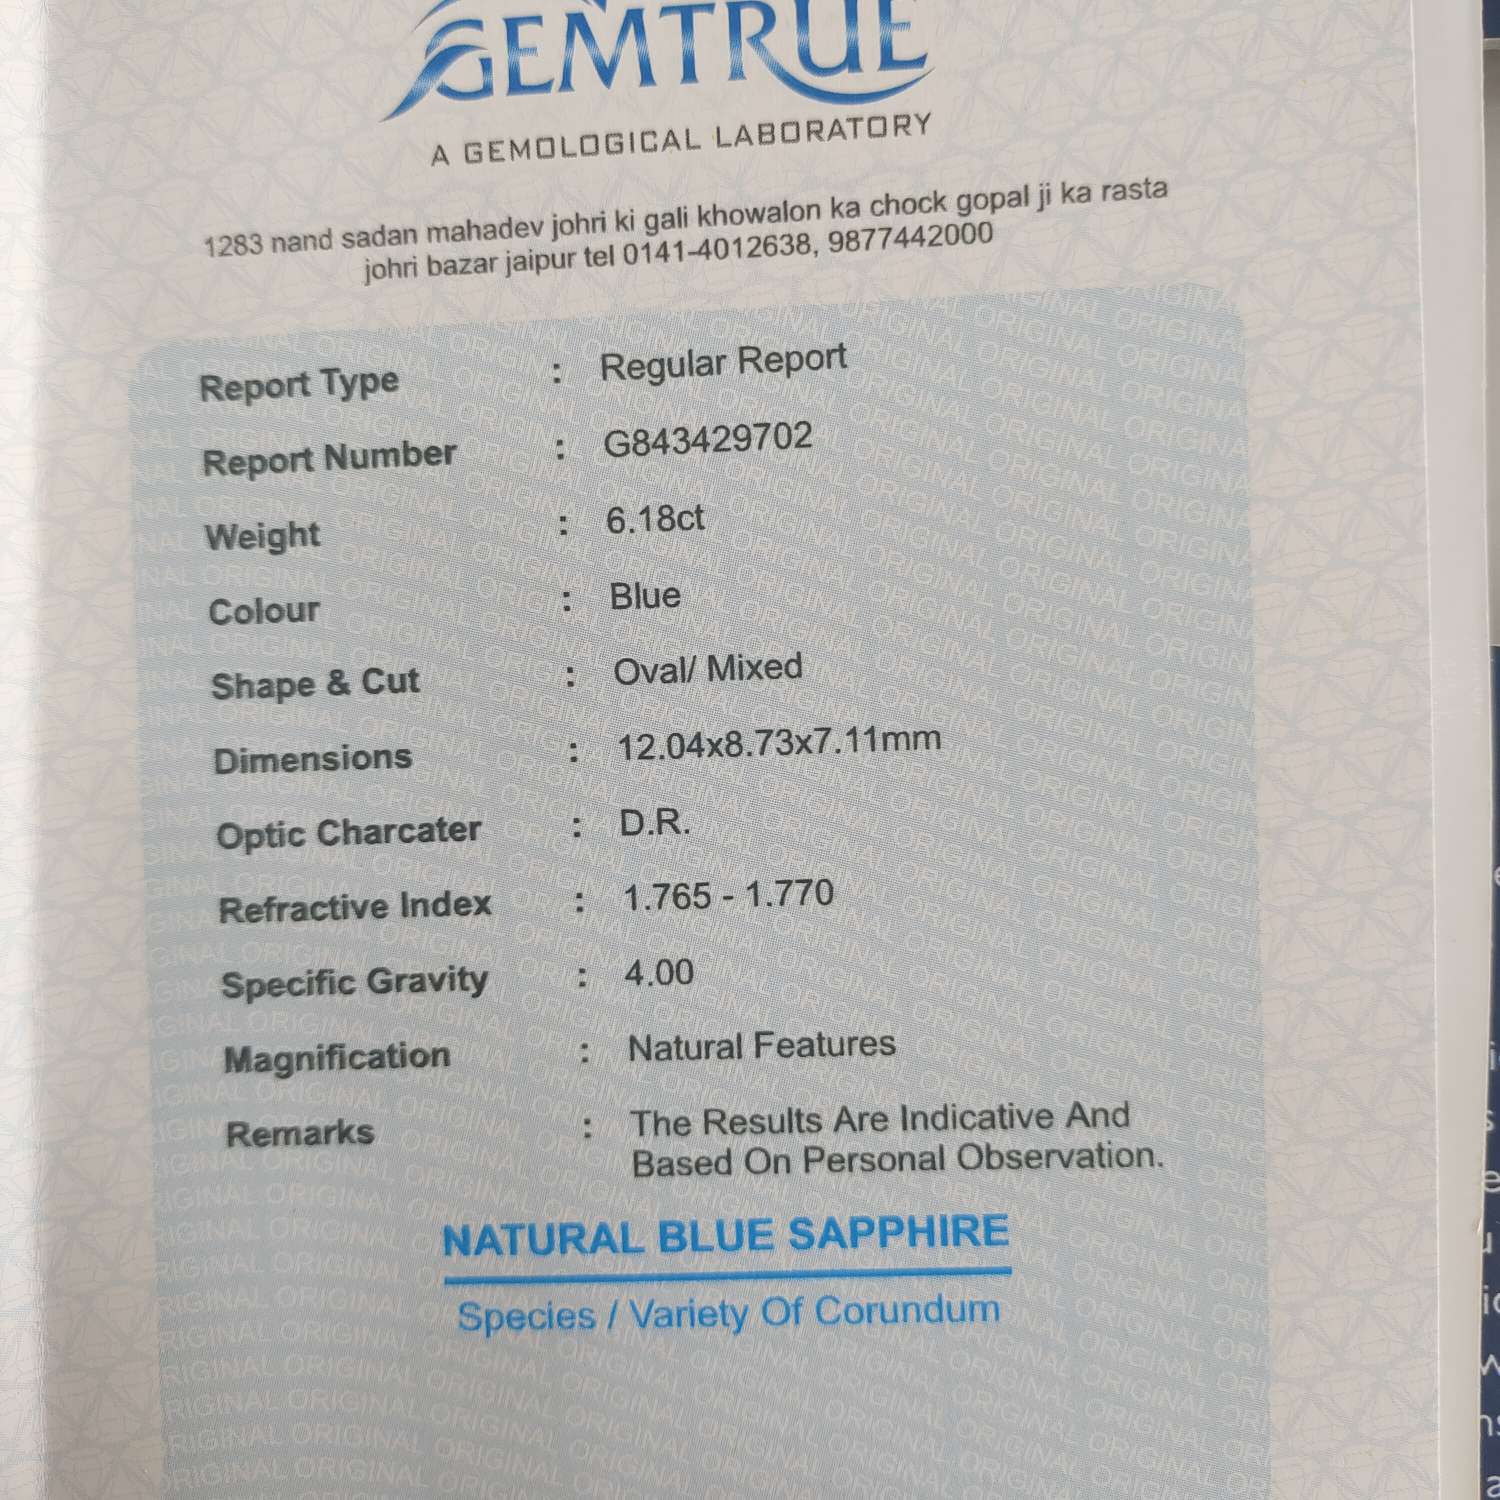 GEMTRUE
A GEMOLOGICAL LABORATORY
1283 nand sadan mahadev johri ki gali khowalon ka chock gopal ji ka rasta
johri bazar jaipur tel 0141-4012638, 9877442000
Report Type : Regular Report
Report Number : G843429702
Weight : 6.18ct
Colour : Blue
Shape & Cut : Oval/ Mixed
Dimensions : 12.04x8.73x7.11mm
Optic Charcater : D.R.
Refractive Index : 1.765 - 1.770
Specific Gravity : 4.00
Magnification : Natural Features
Remarks : The Results Are Indicative And
Based On Personal Observation.
NATURAL BLUE SAPPHIRE
Species / Variety Of Corundum